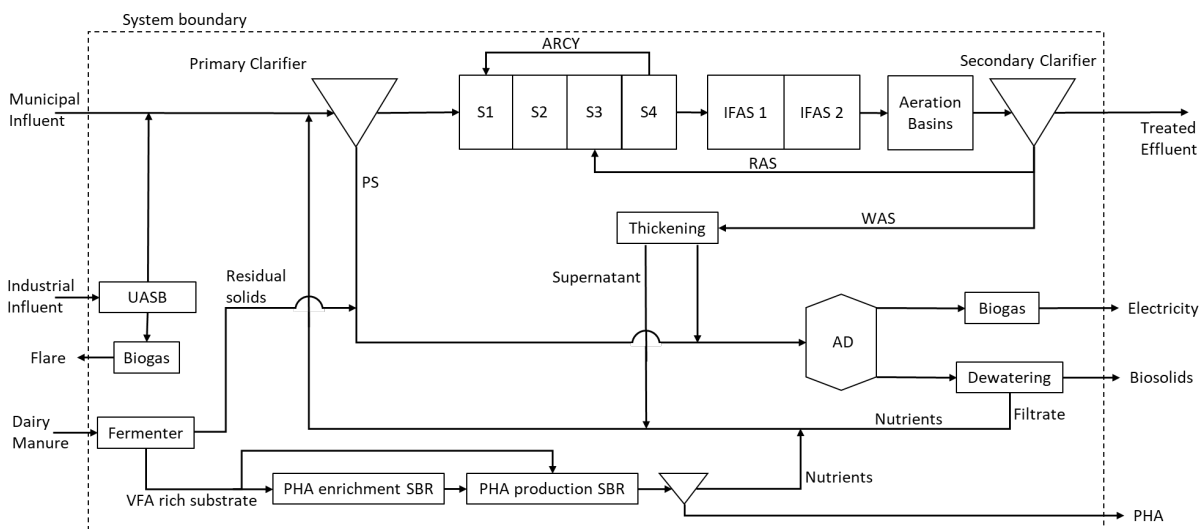 System boundary
ARCY
Primary Clarifier
Secondary Clarifier
Municipal
Influent
S1
S2
S3
S4
IFAS 1
IFAS 2
Aeration
Basins
Treated
Effluent
RAS
PS
WAS
Thickening
Supernatant
Residual
solids
Industrial
Influent
UASB
Biogas
Electricity
AD
Flare
Biogas
Dewatering
Biosolids
Dairy
Manure
Fermenter
Nutrients
Filtrate
VFA rich substrate
PHA enrichment SBR
PHA production SBR
Nutrients
PHA